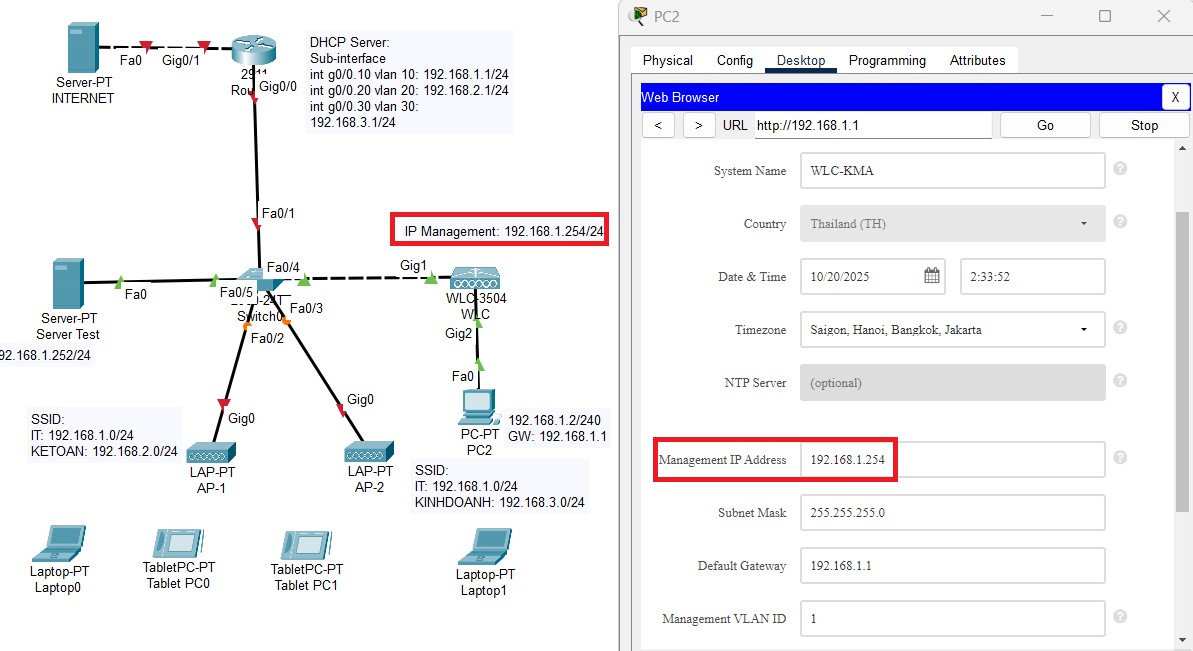 PC2
Physical
Config
Desktop
Programming
Attributes
Web Browser
X
<
>
URL
http://192.168.1.1
Go
Stop
System Name
WLC-KMA
Country
Thailand (TH)
Date & Time
10/20/2025
2:33:52
Timezone
Saigon, Hanoi, Bangkok, Jakarta
NTP Server
(optional)
Management IP Address
192.168.1.254
Subnet Mask
255.255.255.0
Default Gateway
192.168.1.1
Management VLAN ID
1
Server-PT
INTERNET
Fa0
Gig0/1
Gig0/0
DHCP Server:
Sub-interface
int g0/0.10 vlan 10: 192.168.1.1/24
int g0/0.20 vlan 20: 192.168.2.1/24
int g0/0.30 vlan 30:
192.168.3.1/24
Fa0/1
IP Management: 192.168.1.254/24
Fa0/4
Gig1
Fa0
Fa0/5
Fa0/3
Switch0
Fa0/2
WLC-3504
WLC
Gig2
Server-PT
Server Test
92.168.1.252/24
Fa0
PC-PT
PC2
192.168.1.2/240
GW: 192.168.1.1
SSID:
IT: 192.168.1.0/24
KETOAN: 192.168.2.0/24
Gig0
Gig0
LAP-PT
AP-1
LAP-PT
AP-2
SSID:
IT: 192.168.1.0/24
KINHDOANH: 192.168.3.0/24
Laptop-PT
Laptop0
TabletPC-PT
Tablet PC0
TabletPC-PT
Tablet PC1
Laptop-PT
Laptop1